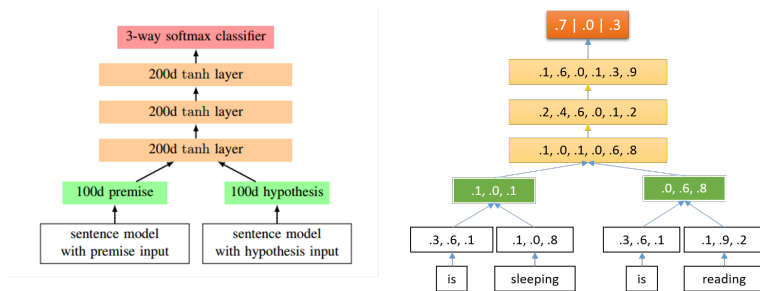 3-way softmax classifier
200d tanh layer
200d tanh layer
200d tanh layer
100d premise
100d hypothesis
sentence model
with premise input
sentence model
with hypothesis input
.7 | .0 | .3
.1, .6, .0, .1, .3, .9
.2, .4, .6, .0, .1, .2
.1, .0, .1, .0, .6, .8
.1, .0, .1
.0, .6, .8
.3, .6, .1
.1, .0, .8
.3, .6, .1
.1, .9, .2
is
sleeping
is
reading